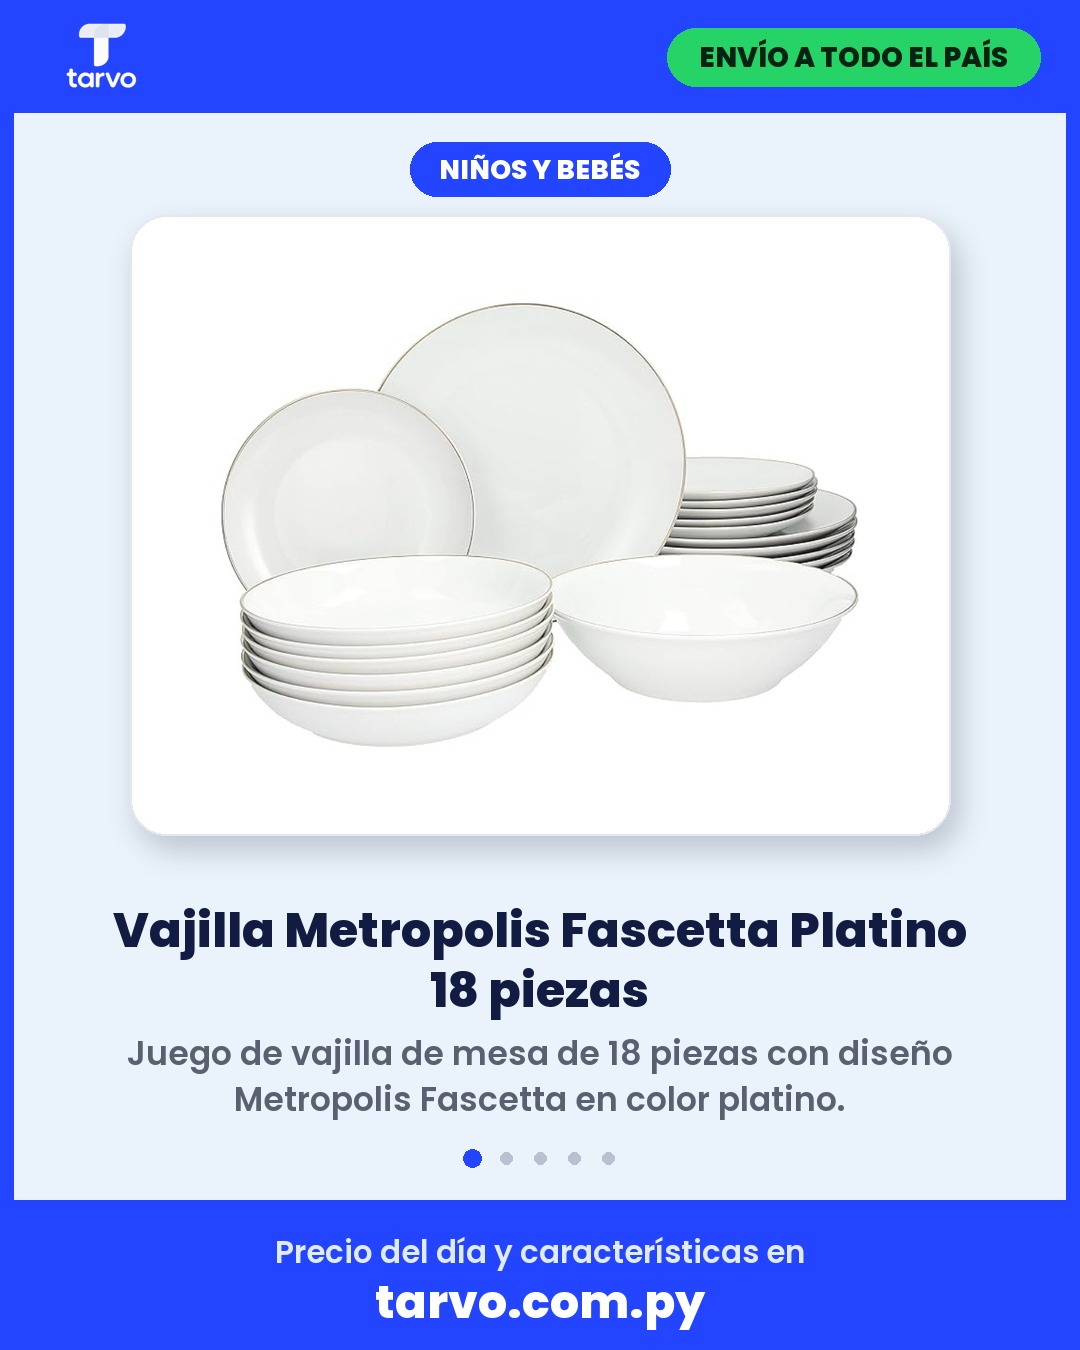 tarvo
ENVÍO A TODO EL PAÍS
NIÑOS Y BEBÉS
Vajilla Metropolis Fascetta Platino
18 piezas
Juego de vajilla de mesa de 18 piezas con diseño
Metropolis Fascetta en color platino.
Precio del día y características en
tarvo.com.py